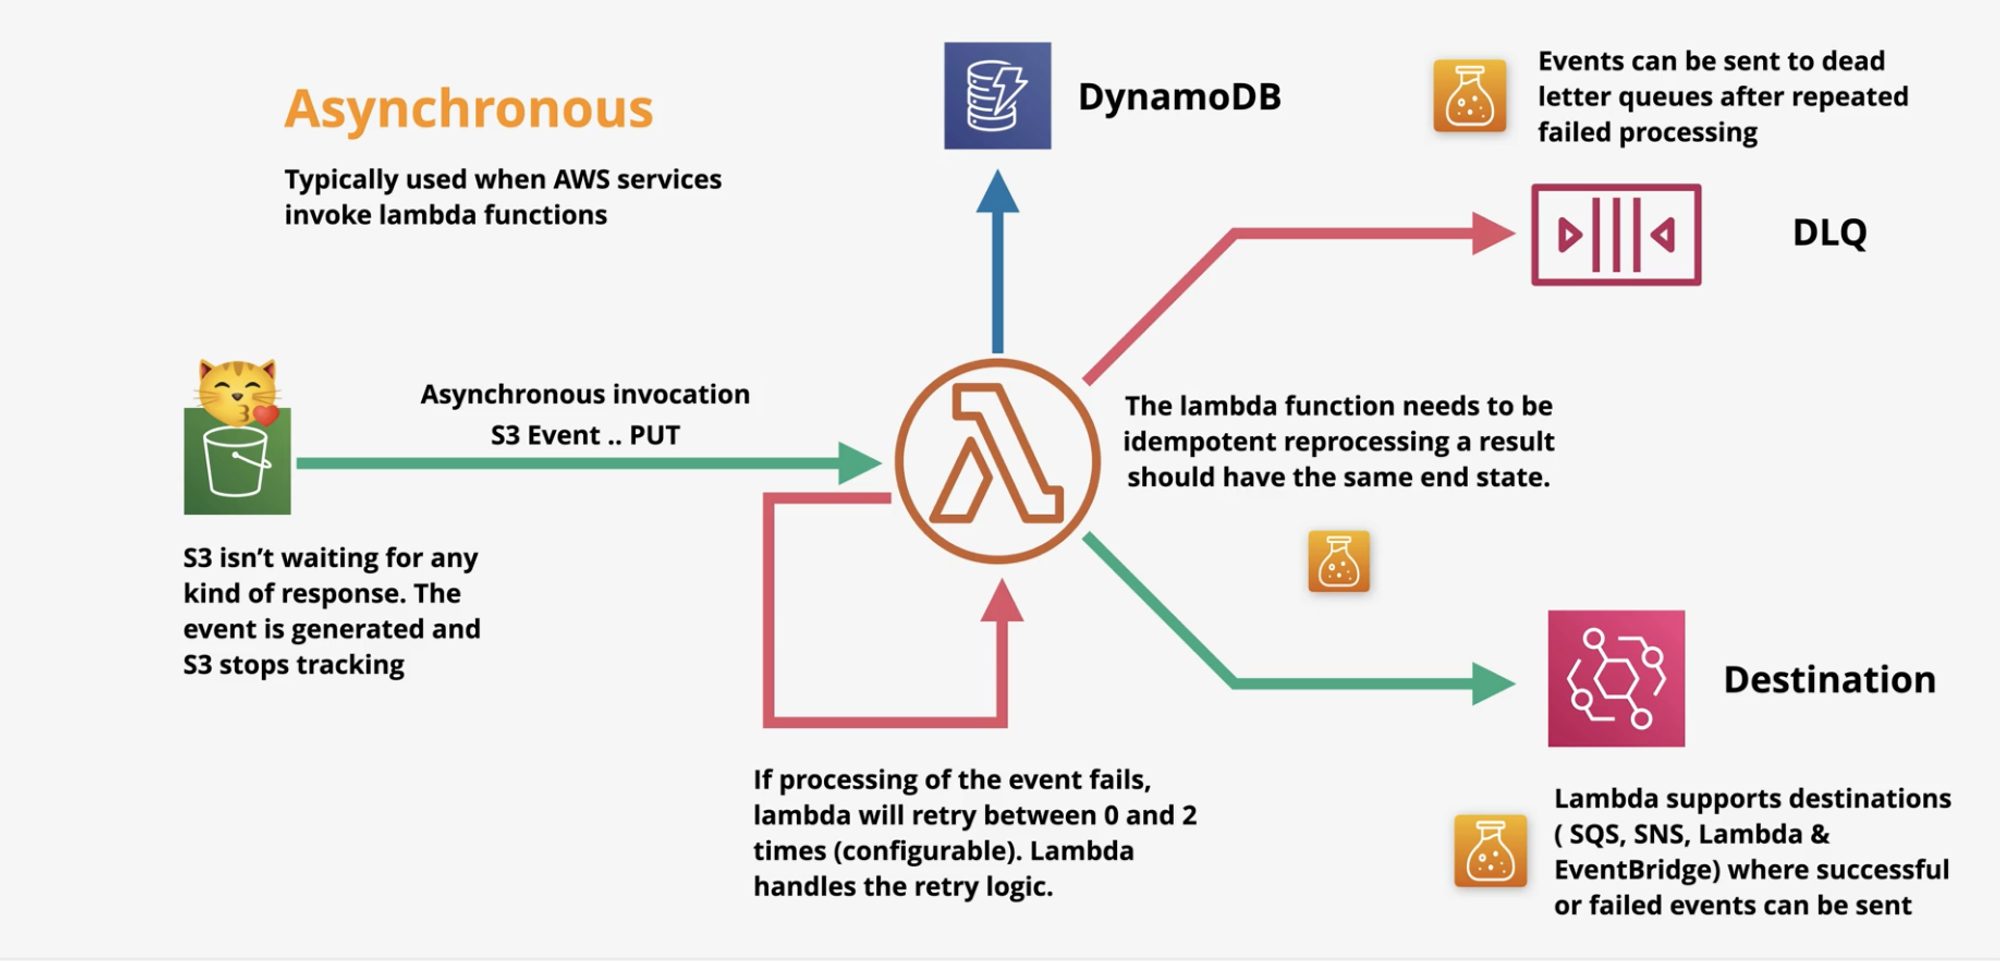 Asynchronous
Typically used when AWS services
invoke lambda functions
DynamoDB
Events can be sent to dead
letter queues after repeated
failed processing
DLQ
Asynchronous invocation
S3 Event .. PUT
The lambda function needs to be
idempotent reprocessing a result
should have the same end state.
S3 isn’t waiting for any
kind of response. The
event is generated and
S3 stops tracking
Destination
If processing of the event fails,
lambda will retry between 0 and 2
times (configurable). Lambda
handles the retry logic.
Lambda supports destinations
( SQS, SNS, Lambda &
EventBridge) where successful
or failed events can be sent